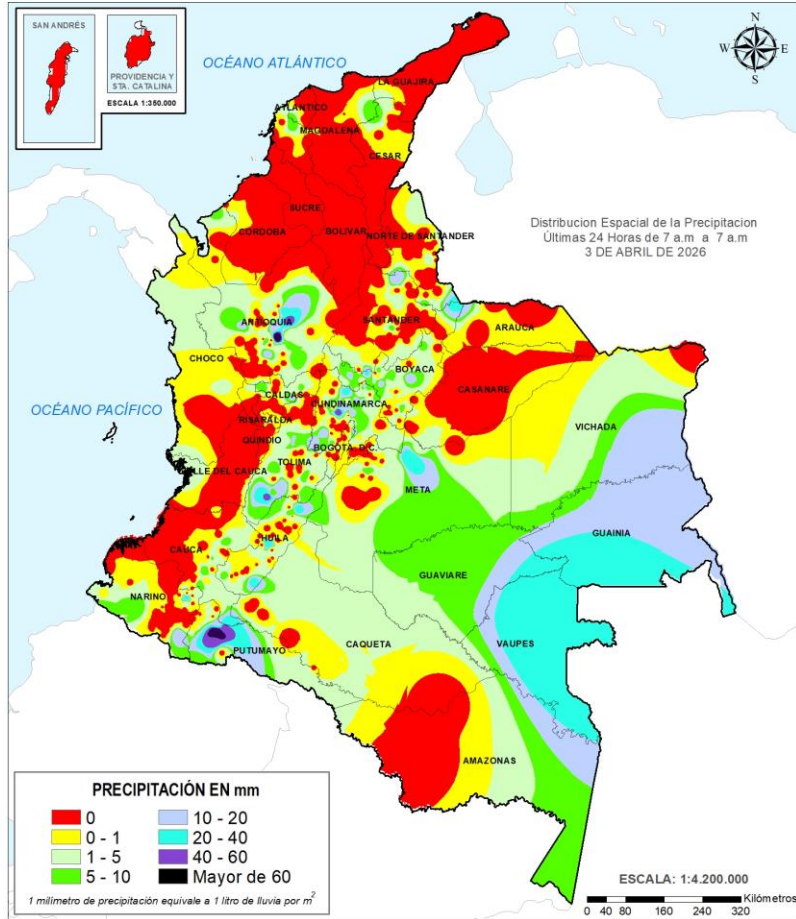 SAN ANDRÉS
PROVIDENCIA Y
STA. CATALINA
ESCALA 1:350.000
OCÉANO ATLÁNTICO
N
W
E
S
LA GUAJIRA
ATLANTICO
MAGDALENA
CESAR
SUCRE
CORDOBA
BOLIVAR
NORTE DE SANTANDER
Distribucion Espacial de la Precipitacion
Últimas 24 Horas de 7 a.m a 7 a.m
3 DE ABRIL DE 2026
ANTIOQUIA
SANTANDER
ARAUCA
CHOCO
BOYACA
CASANARE
CALDAS
CUNDINAMARCA
OCÉANO PACÍFICO
RISARALDA
VICHADA
QUINDIO
BOGOTA D.C.
TOLIMA
VALLE DEL CAUCA
META
GUAINIA
HUILA
CAUCA
GUAVIARE
NARINO
VAUPES
CAQUETA
PUTUMAYO
AMAZONAS
PRECIPITACIÓN EN mm
0
10 - 20
0 - 1
20 - 40
1 - 5
40 - 60
5 - 10
Mayor de 60
1 milímetro de precipitación equivale a 1 litro de lluvia por m2
ESCALA: 1:4.200.000
Kilómetros
0 40 80 160 240 320